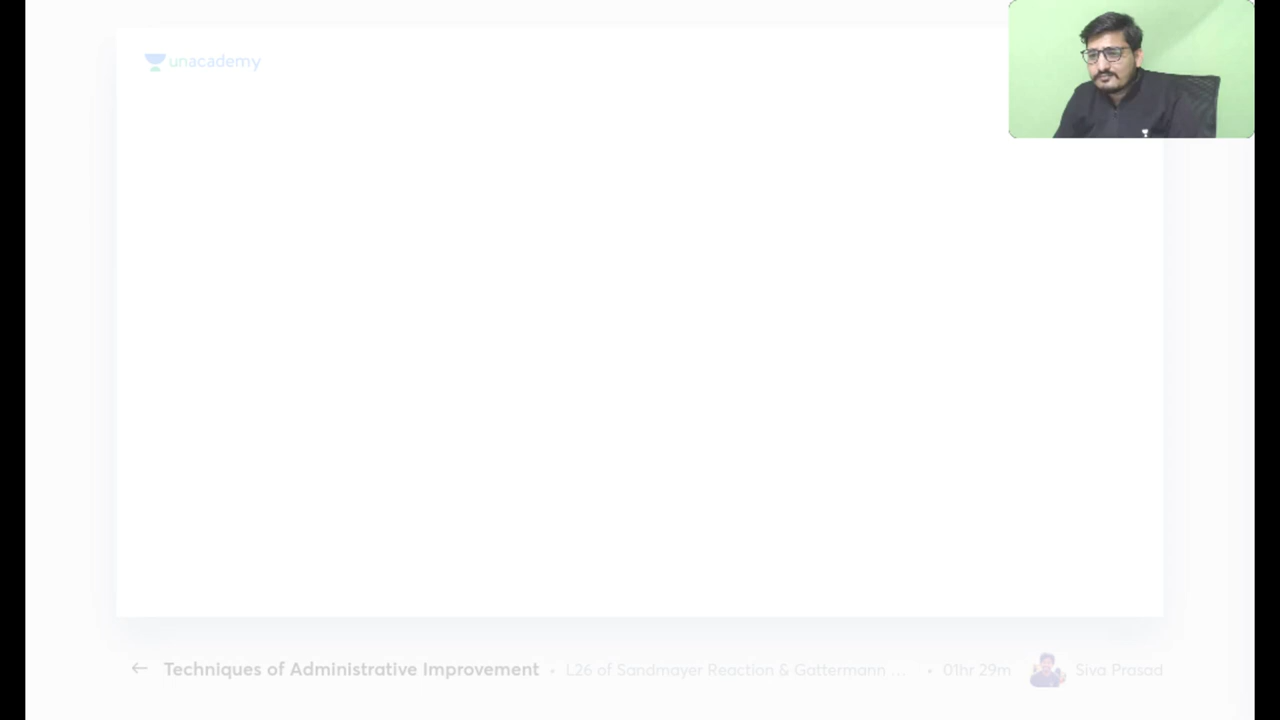 unacademy
Techniques of Administrative Improvement • L26 of Sandmayer Reaction & Gattermann ... • 01hr 29m Siva Prasad